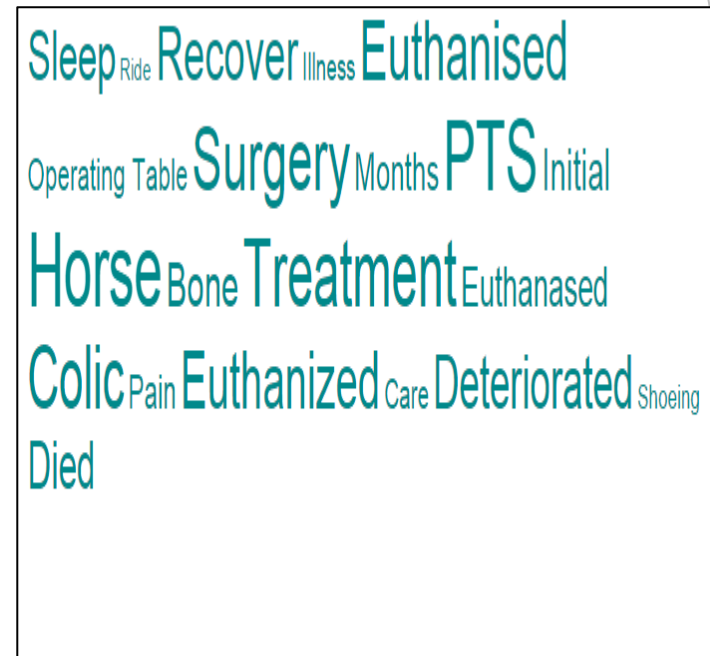 Sleep Ride Recover Illness Euthanised
Operating Table Surgery Months PTS Initial
Horse Bone Treatment Euthanased
Colic Pain Euthanized Care Deteriorated Shoeing
Died